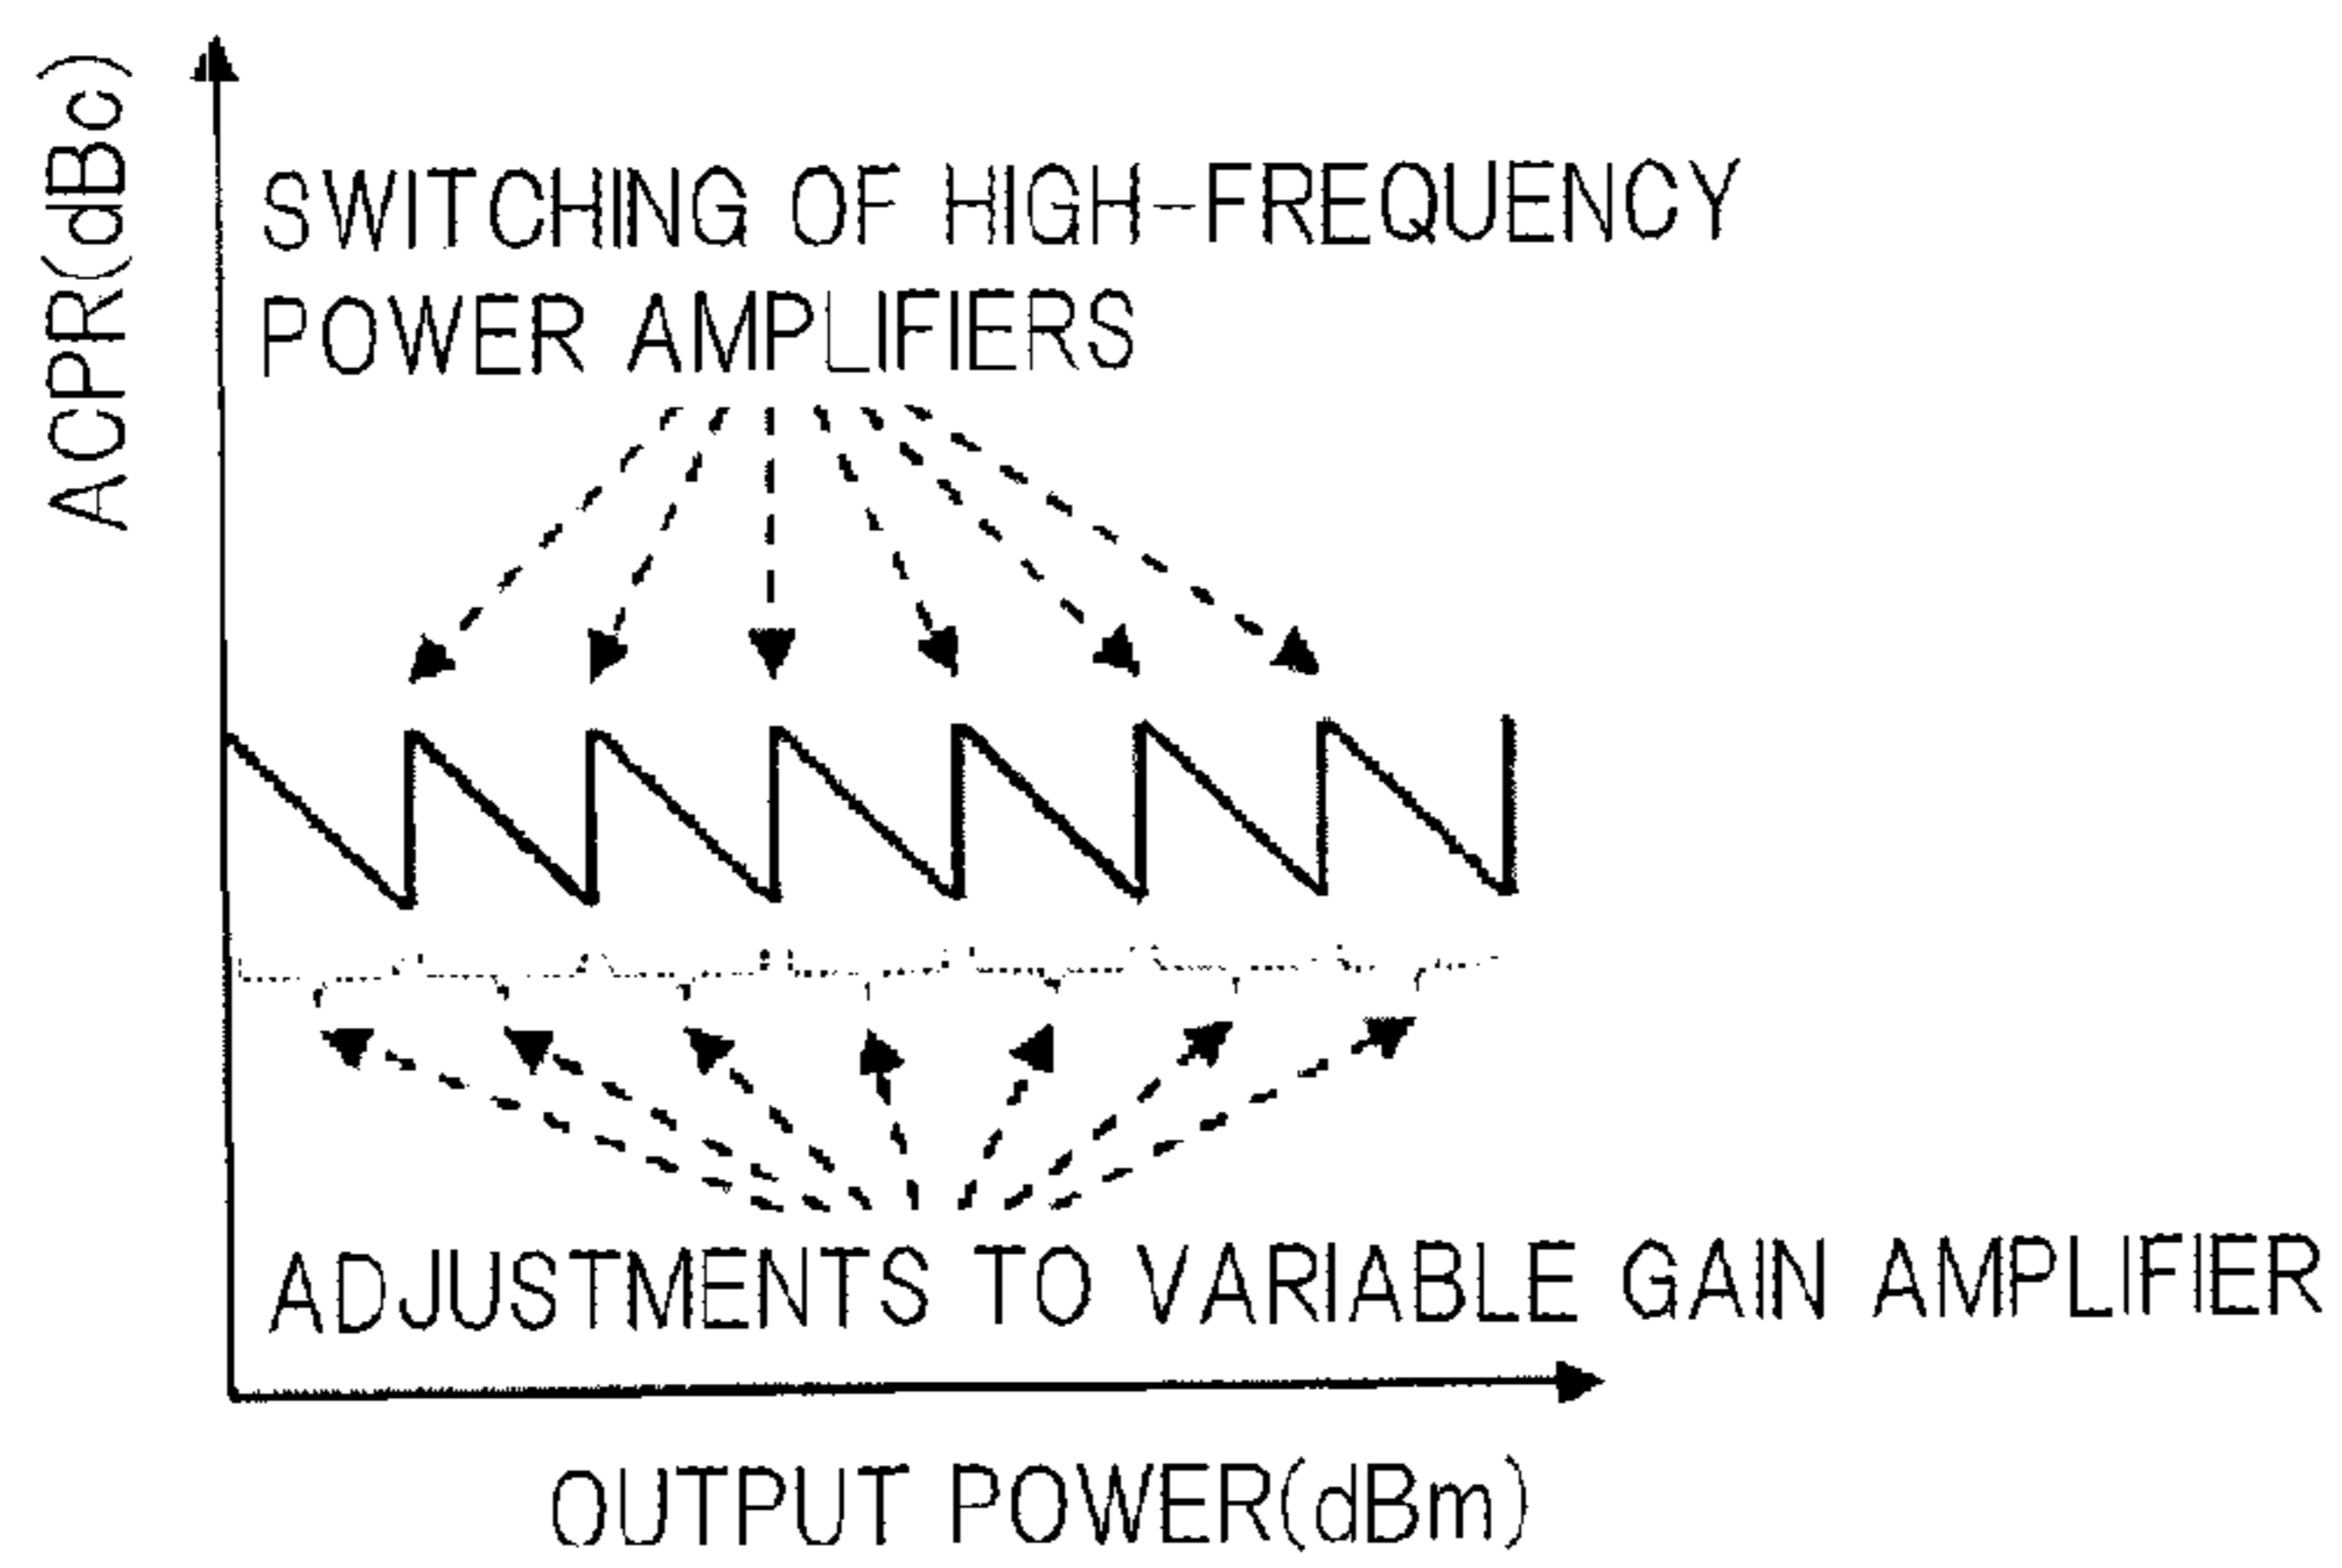 ACPR(dBc)
SWITCHING OF HIGH-FREQUENCY
POWER AMPLIFIERS
ADJUSTMENTS TO VARIABLE GAIN AMPLIFIER
OUTPUT POWER(dBm)